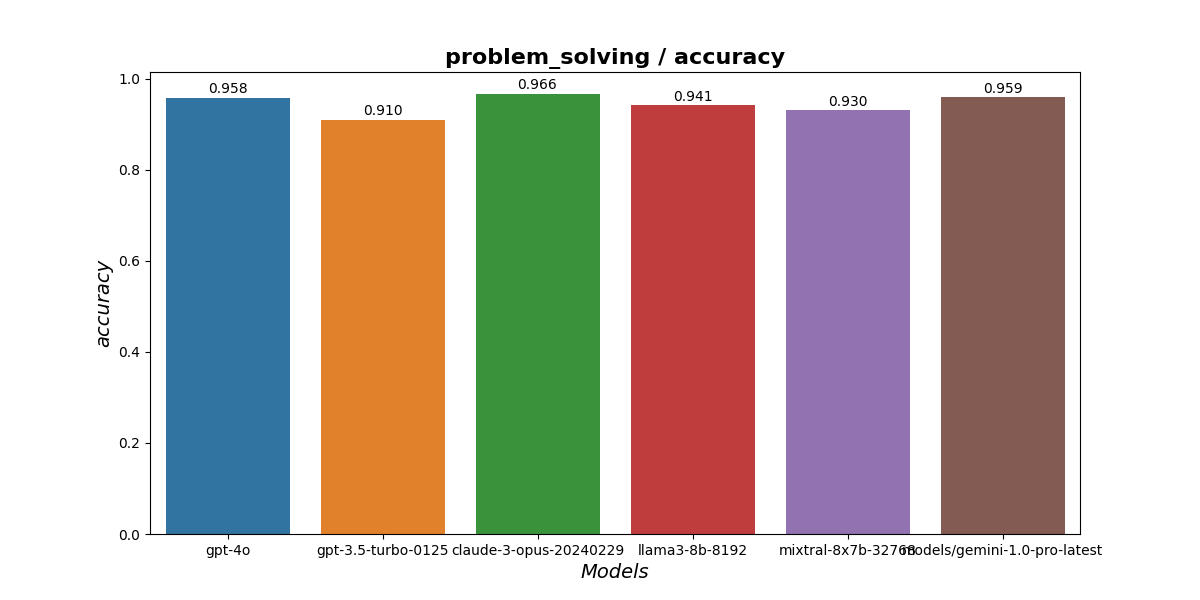 problem_solving / accuracy
1.0
0.8
0.6
0.4
0.2
0.0
accuracy
0.958
0.910
0.966
0.941
0.930
0.959
gpt-4o
gpt-3.5-turbo-0125
claude-3-opus-20240229
llama3-8b-8192
mixtral-8x7b-32768
models/gemini-1.0-pro-latest
Models